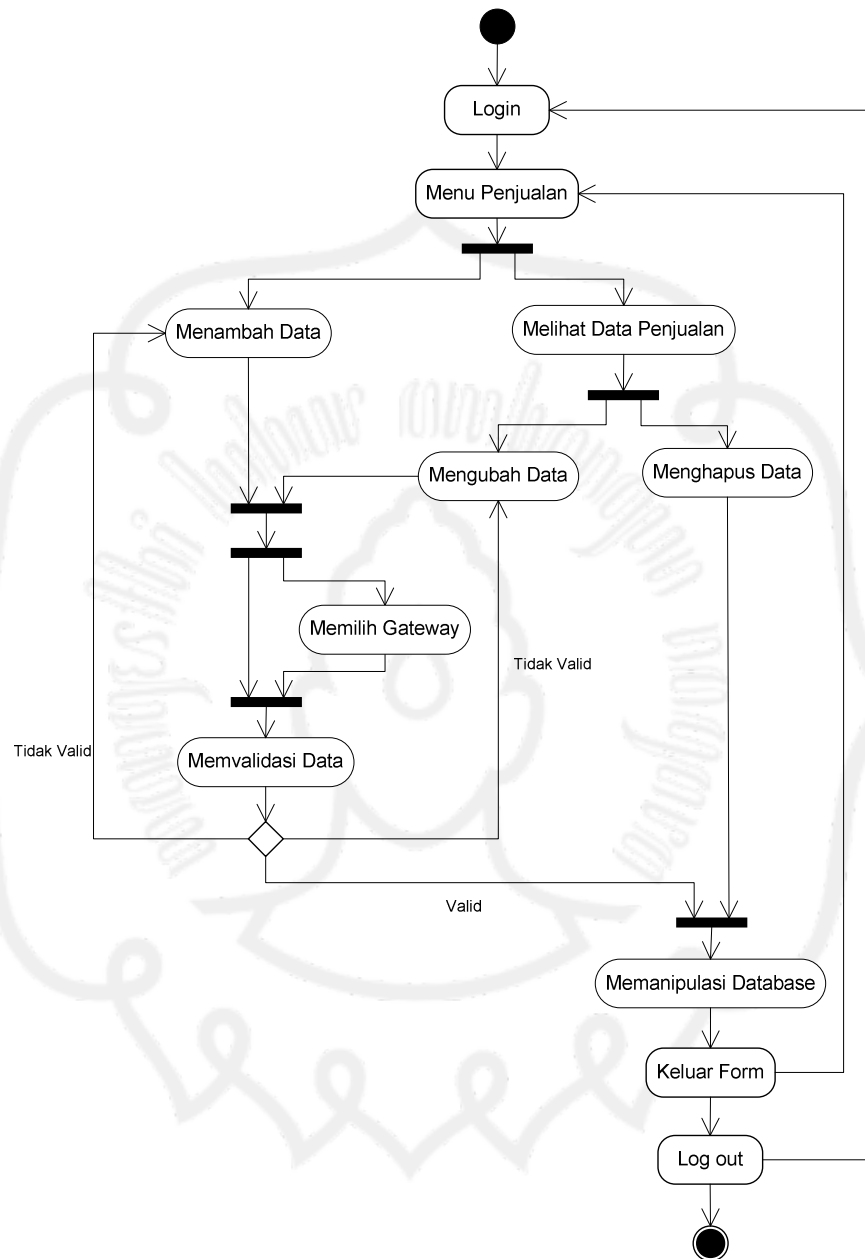 Login
Menu Penjualan
Menambah Data
Melihat Data Penjualan
Mengubah Data
Menghapus Data
Memilih Gateway
Tidak Valid
Tidak Valid
Memvalidasi Data
Valid
Memanipulasi Database
Keluar Form
Log out